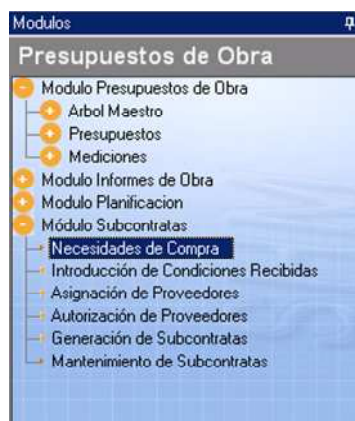 Modulos
Presupuestos de Obra
Modulo Presupuestos de Obra
Arbol Maestro
Presupuestos
Mediciones
Modulo Informes de Obra
Modulo Planificacion
Módulo Subcontratas
Necesidades de Compra
Introducción de Condiciones Recibidas
Asignación de Proveedores
Autorización de Proveedores
Generación de Subcontratas
Mantenimiento de Subcontratas